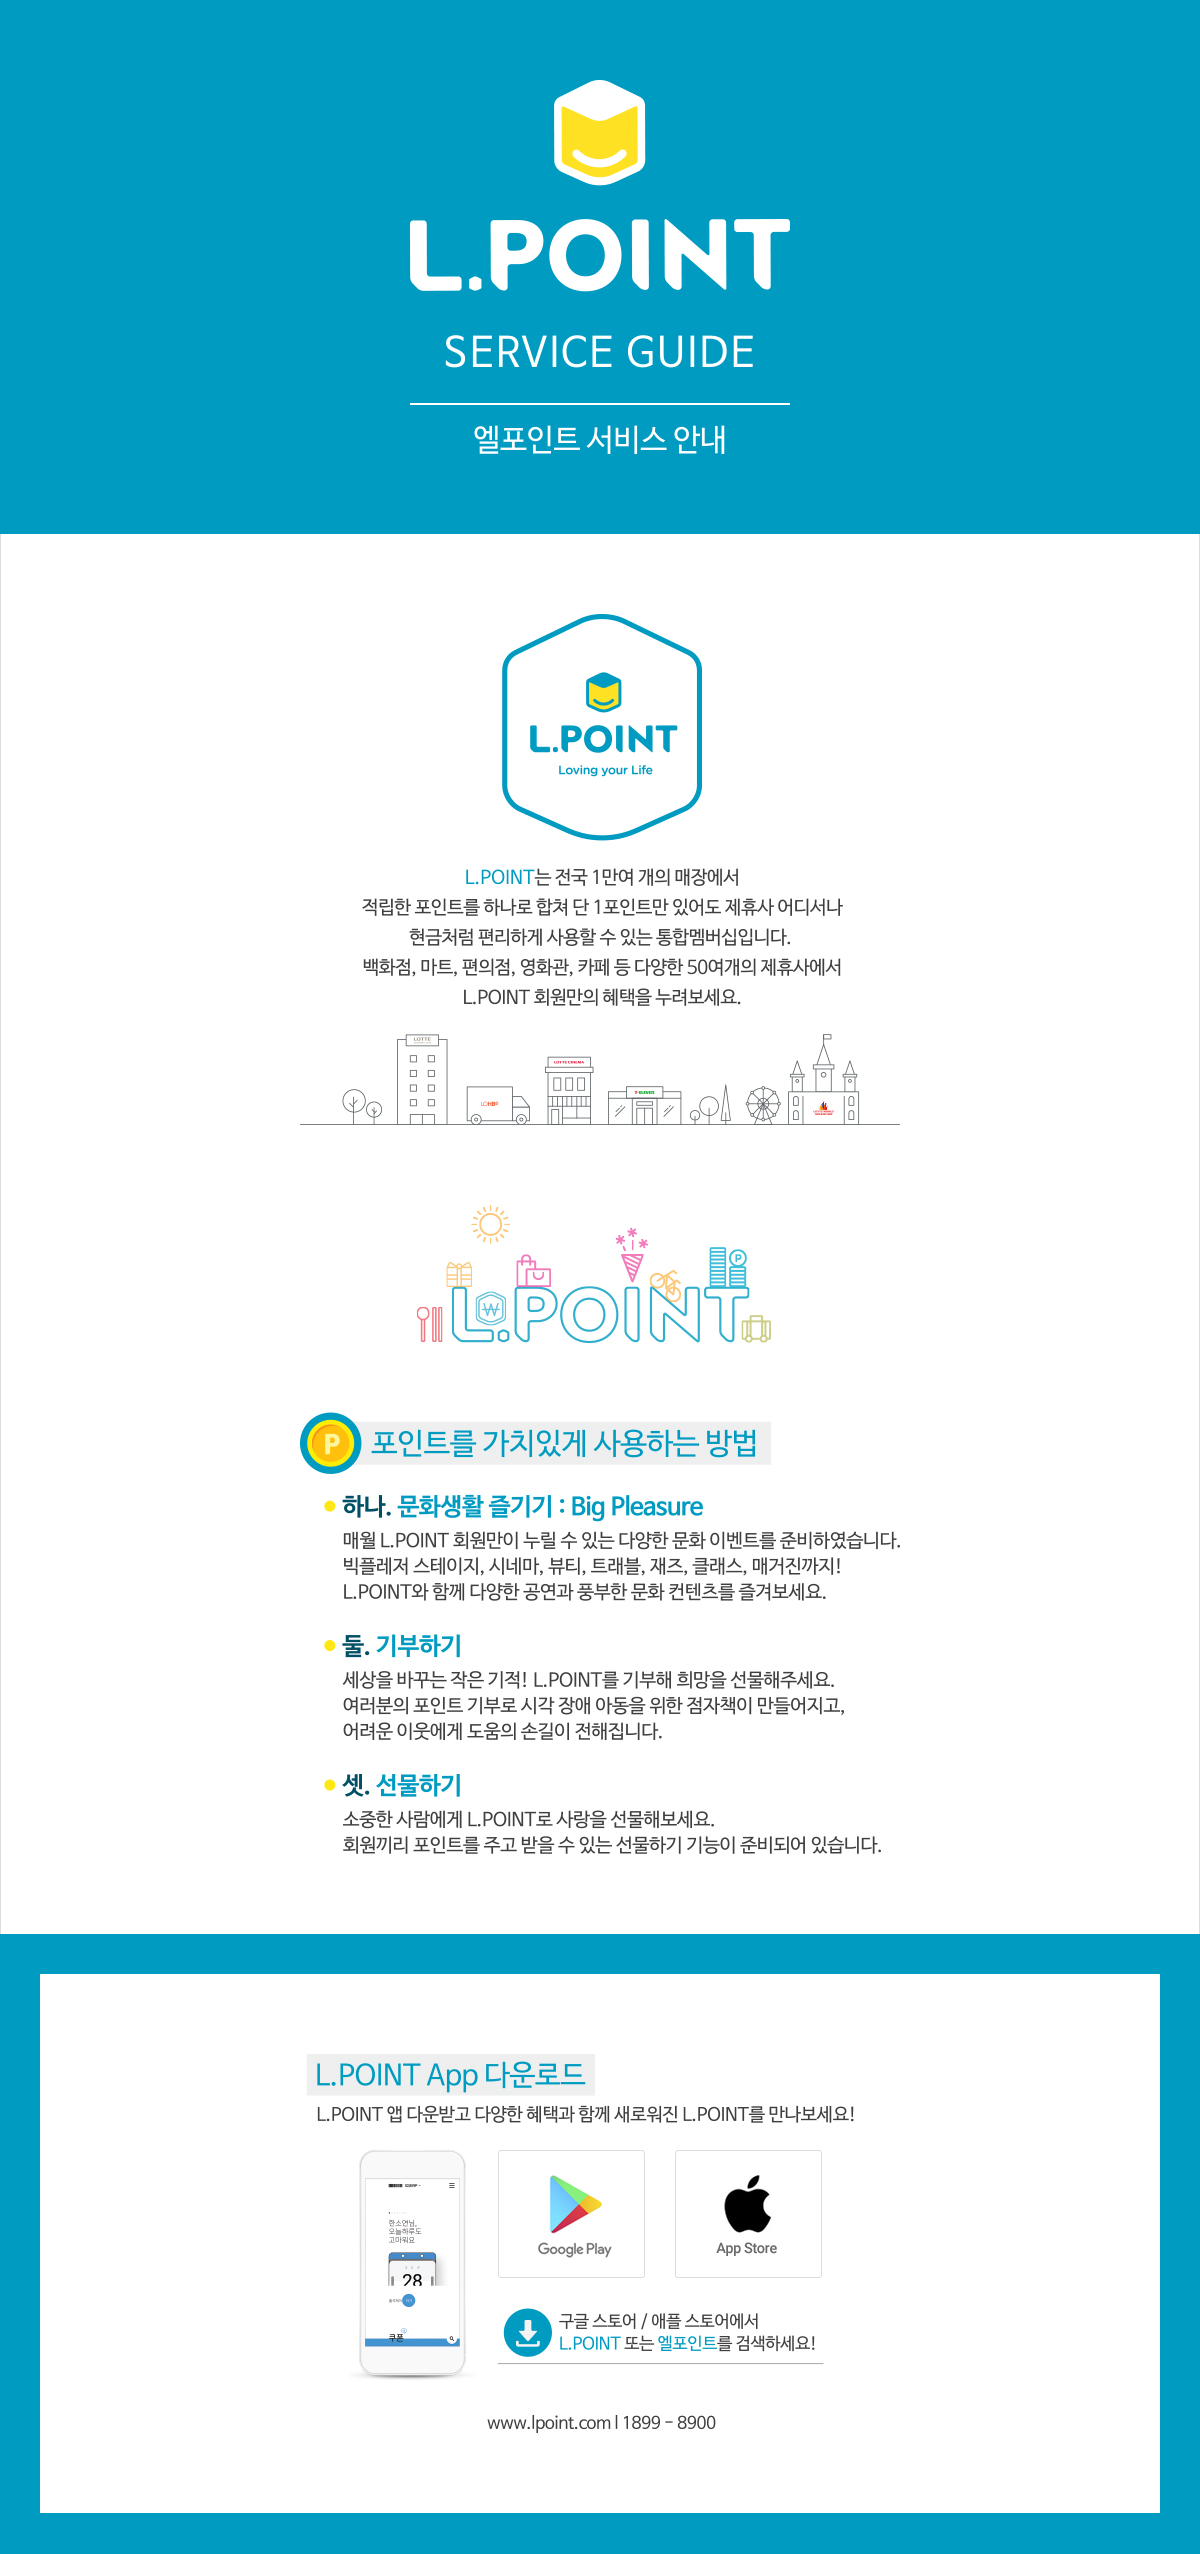 L.POINT
SERVICE GUIDE
엘포인트 서비스 안내
L.POINT
Loving your Life
L.POINT는 전국 1만여 개의 매장에서
적립한 포인트를 하나로 합쳐 단 1포인트만 있어도 제휴사 어디서나
현금처럼 편리하게 사용할 수 있는 통합멤버십입니다.
백화점, 마트, 편의점, 영화관, 카페 등 다양한 50여개의 제휴사에서
L.POINT 회원만의 혜택을 누려보세요.
LOTTE
LOTTE CINEMA
LOHB's
7-ELEVEN
P
L.POINT
P 포인트를 가치있게 사용하는 방법
하나. 문화생활 즐기기 : Big Pleasure
매월 L.POINT 회원만이 누릴 수 있는 다양한 문화 이벤트를 준비하였습니다.
빅플레저 스테이지, 시네마, 뷰티, 트래블, 재즈, 클래스, 매거진까지!
L.POINT와 함께 다양한 공연과 풍부한 문화 컨텐츠를 즐겨보세요.
둘. 기부하기
세상을 바꾸는 작은 기적! L.POINT를 기부해 희망을 선물해주세요.
여러분의 포인트 기부로 시각 장애 아동을 위한 점자책이 만들어지고,
어려운 이웃에게 도움의 손길이 전해집니다.
셋. 선물하기
소중한 사람에게 L.POINT로 사랑을 선물해보세요.
회원끼리 포인트를 주고 받을 수 있는 선물하기 기능이 준비되어 있습니다.
L.POINT App 다운로드
L.POINT 앱 다운받고 다양한 혜택과 함께 새로워진 L.POINT를 만나보세요!
한소연님,
오늘하루도
고마워요
28
쿠폰
Google Play
App Store
구글 스토어 / 애플 스토어에서
L.POINT 또는 엘포인트를 검색하세요!
www.lpoint.com l 1899 - 8900